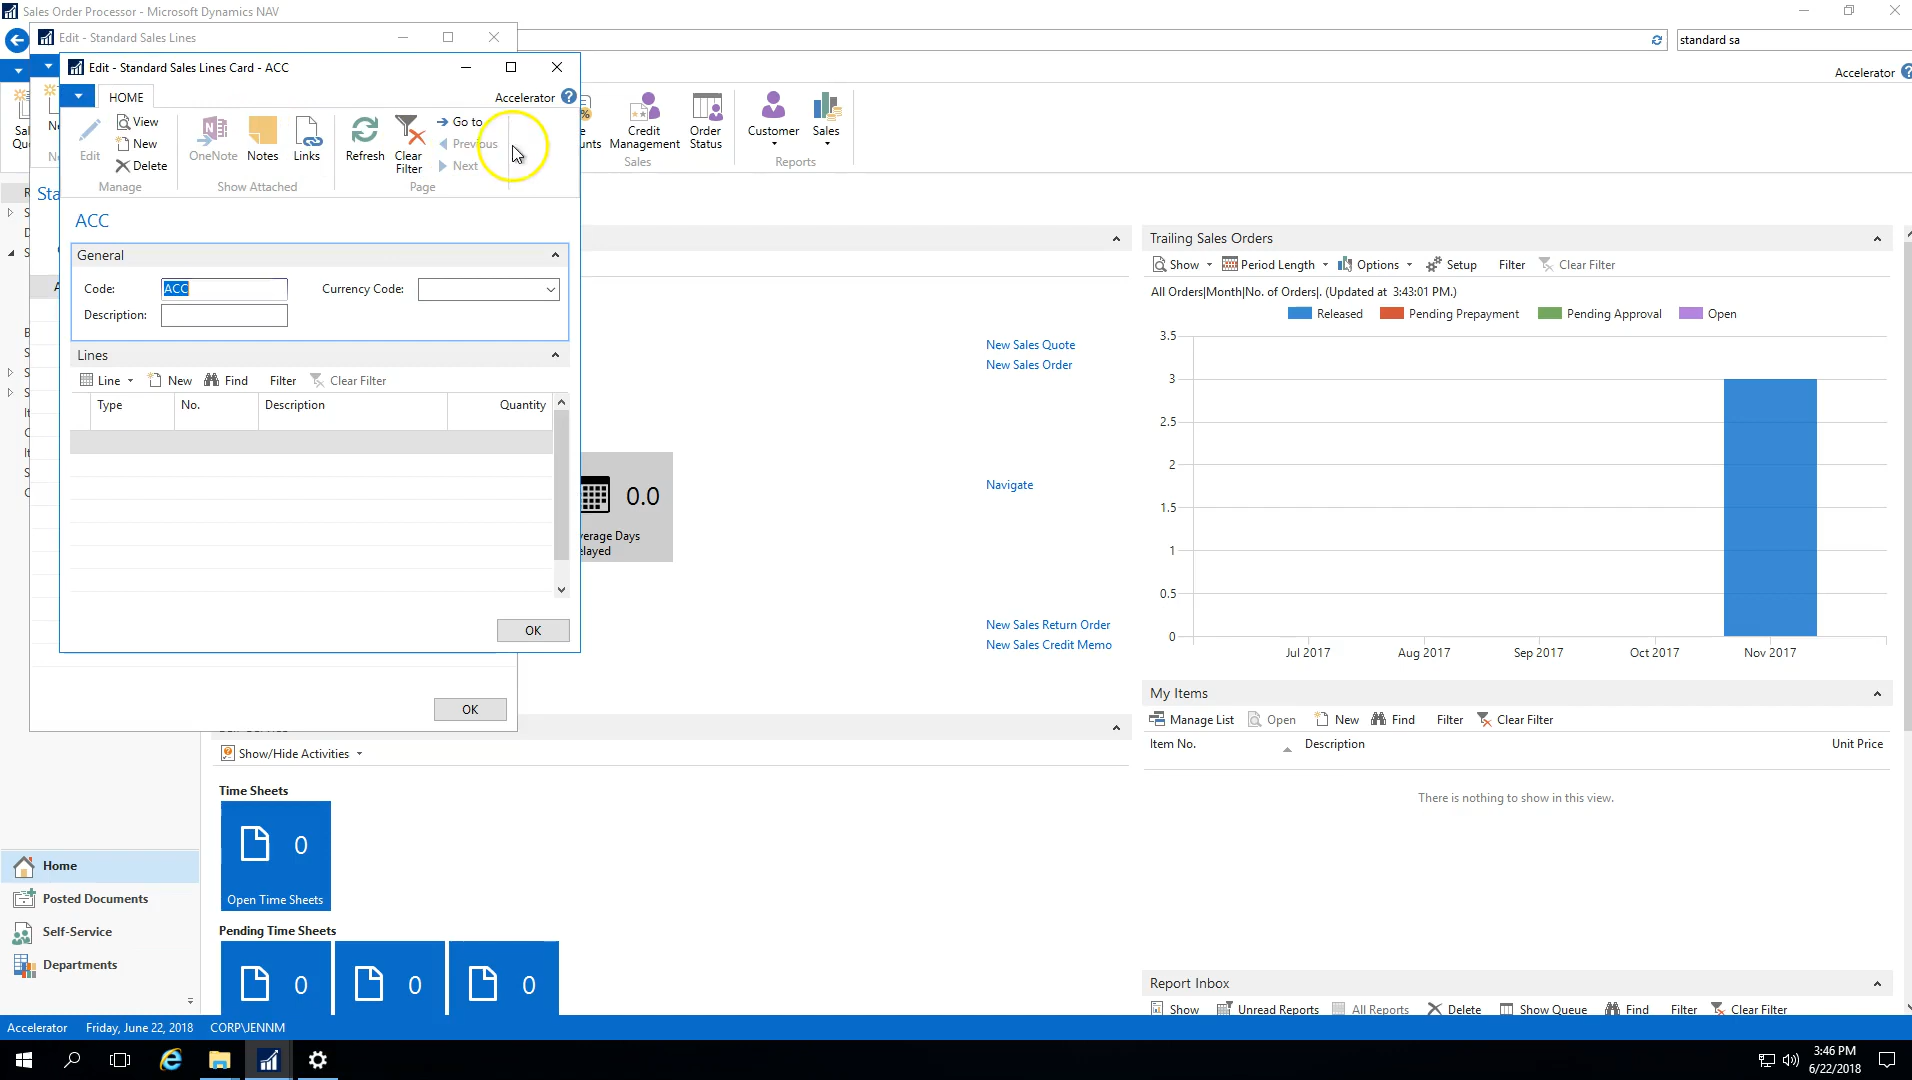 Sales Order Processor - Microsoft Dynamics NAV
Edit - Standard Sales Lines
standard sa
Edit - Standard Sales Lines Card - ACC
Accelerator
HOME
Accelerator
Edit
View
New
Delete
Manage
OneNote
Notes
Links
Show Attached
Refresh
Clear Filter
Go to
Previous
Next
Page
Credit Management
Order Status
Sales
Customer
Sales
Reports
Sta
ACC
General
Code:
ACC
Currency Code:
Description:
Lines
Line
New
Find
Filter
Clear Filter
Type
No.
Description
Quantity
OK
OK
0.0
verage Days
elayed
New Sales Quote
New Sales Order
Navigate
New Sales Return Order
New Sales Credit Memo
Trailing Sales Orders
Show
Period Length
Options
Setup
Filter
Clear Filter
All Orders|Month|No. of Orders|. (Updated at 3:43:01 PM.)
Released
Pending Prepayment
Pending Approval
Open
3.5
3
2.5
2
1.5
1
0.5
0
Jul 2017
Aug 2017
Sep 2017
Oct 2017
Nov 2017
My Items
Manage List
Open
New
Find
Filter
Clear Filter
Item No.
Description
Unit Price
There is nothing to show in this view.
Show/Hide Activities
Time Sheets
0
Open Time Sheets
Pending Time Sheets
0
0
0
Report Inbox
Show
Unread Reports
All Reports
Delete
Show Queue
Find
Filter
Clear Filter
Home
Posted Documents
Self-Service
Departments
Accelerator
Friday, June 22, 2018
CORP\JENNM
3:46 PM
6/22/2018